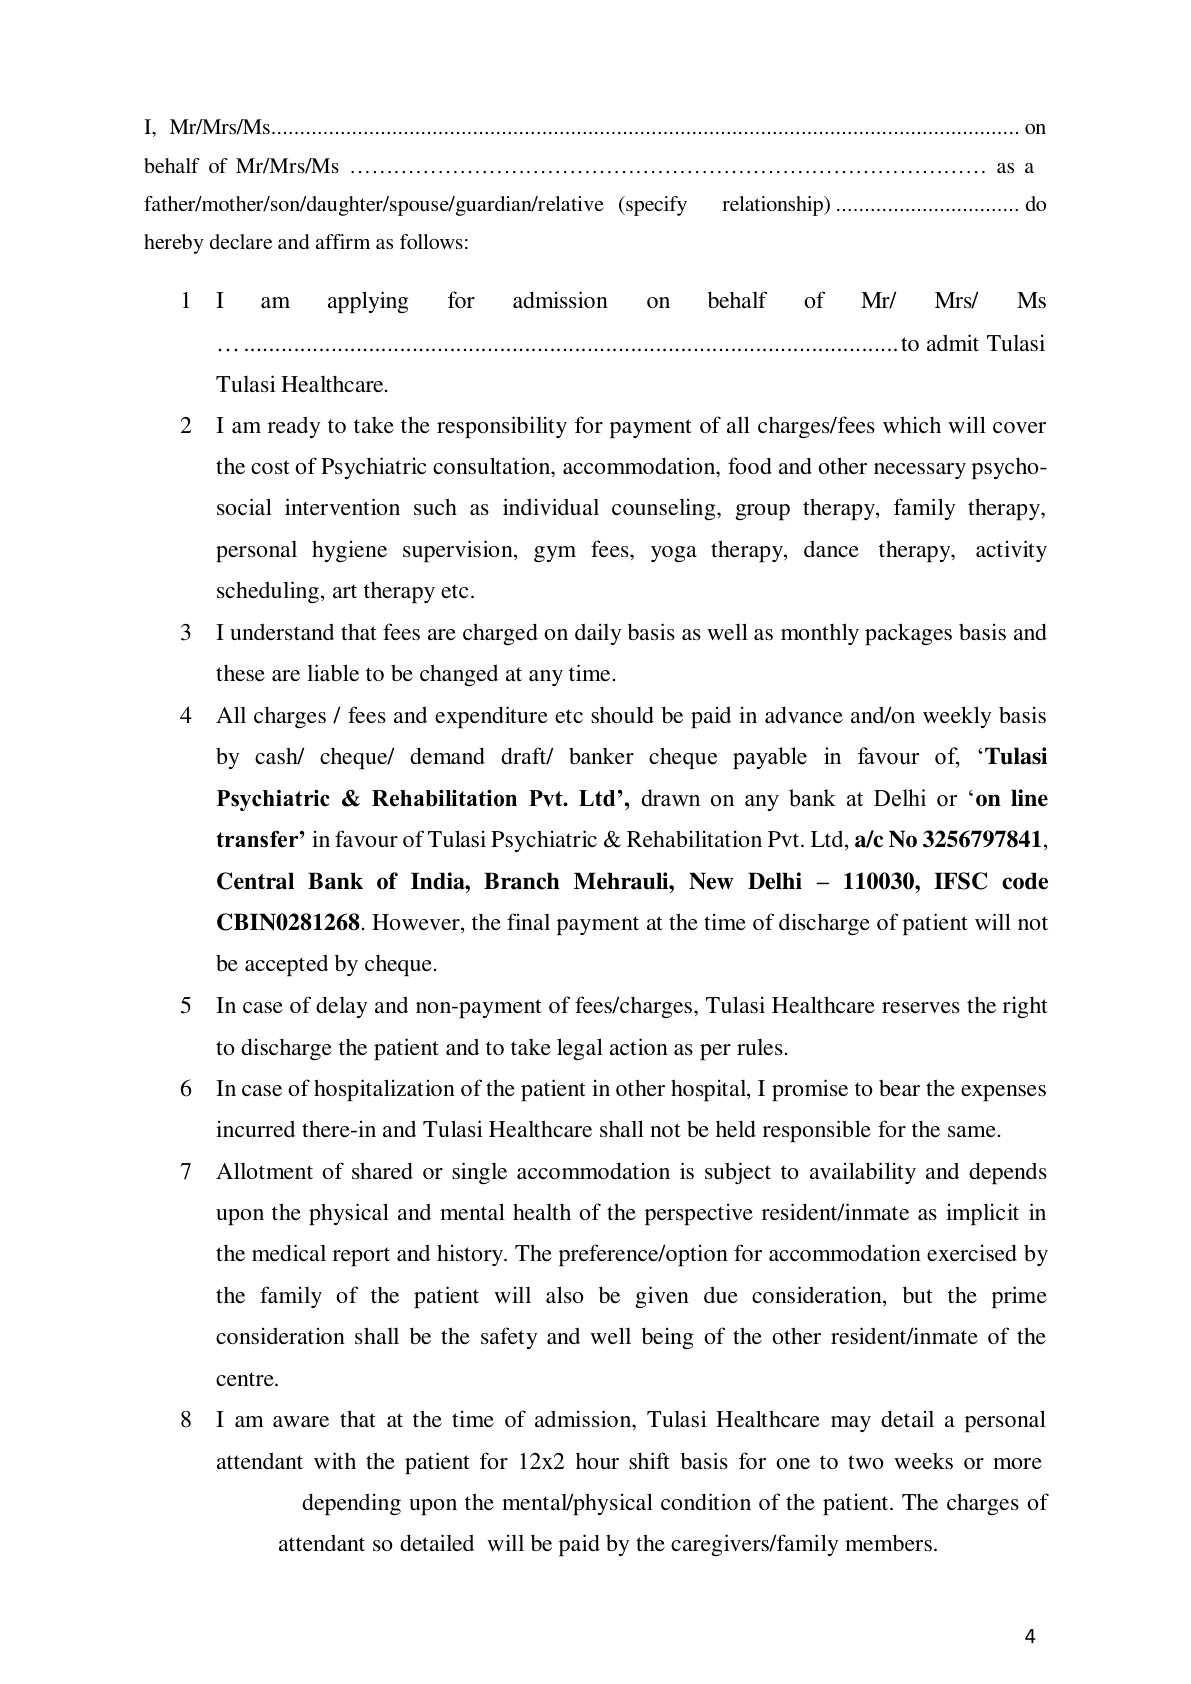 I, Mr/Mrs/Ms.................................................................................................................................. on
behalf of Mr/Mrs/Ms …………………………………………………………………………… as a
father/mother/son/daughter/spouse/guardian/relative (specify relationship) ................................ do
hereby declare and affirm as follows:
1 I am applying for admission on behalf of Mr/ Mrs/ Ms
… ........................................................................................................to admit Tulasi
Tulasi Healthcare.
2 I am ready to take the responsibility for payment of all charges/fees which will cover
the cost of Psychiatric consultation, accommodation, food and other necessary psycho-
social intervention such as individual counseling, group therapy, family therapy,
personal hygiene supervision, gym fees, yoga therapy, dance therapy, activity
scheduling, art therapy etc.
3 I understand that fees are charged on daily basis as well as monthly packages basis and
these are liable to be changed at any time.
4 All charges / fees and expenditure etc should be paid in advance and/on weekly basis
by cash/ cheque/ demand draft/ banker cheque payable in favour of, ‘Tulasi
Psychiatric & Rehabilitation Pvt. Ltd’, drawn on any bank at Delhi or ‘on line
transfer’ in favour of Tulasi Psychiatric & Rehabilitation Pvt. Ltd, a/c No 3256797841,
Central Bank of India, Branch Mehrauli, New Delhi – 110030, IFSC code
CBIN0281268. However, the final payment at the time of discharge of patient will not
be accepted by cheque.
5 In case of delay and non-payment of fees/charges, Tulasi Healthcare reserves the right
to discharge the patient and to take legal action as per rules.
6 In case of hospitalization of the patient in other hospital, I promise to bear the expenses
incurred there-in and Tulasi Healthcare shall not be held responsible for the same.
7 Allotment of shared or single accommodation is subject to availability and depends
upon the physical and mental health of the perspective resident/inmate as implicit in
the medical report and history. The preference/option for accommodation exercised by
the family of the patient will also be given due consideration, but the prime
consideration shall be the safety and well being of the other resident/inmate of the
centre.
8 I am aware that at the time of admission, Tulasi Healthcare may detail a personal
attendant with the patient for 12x2 hour shift basis for one to two weeks or more
depending upon the mental/physical condition of the patient. The charges of
attendant so detailed will be paid by the caregivers/family members.
4